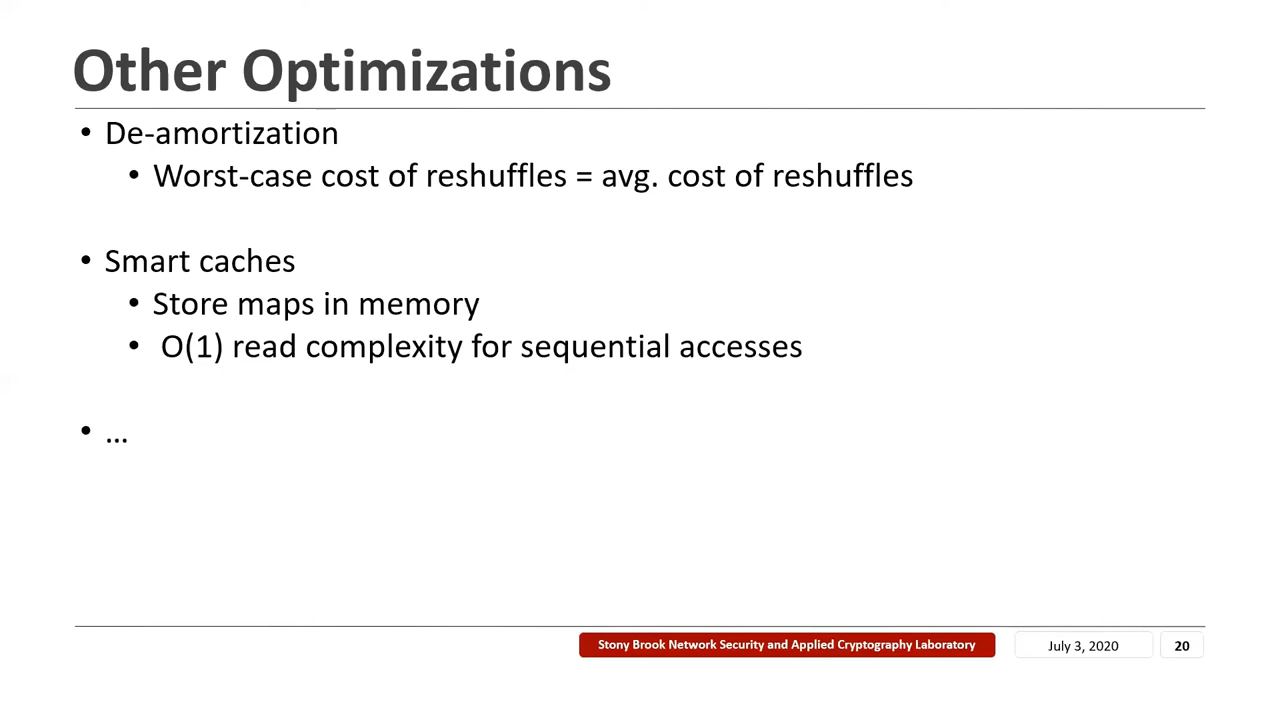 Other Optimizations
• De-amortization
• Worst-case cost of reshuffles = avg. cost of reshuffles
• Smart caches
• Store maps in memory
• O(1) read complexity for sequential accesses
• …
Stony Brook Network Security and Applied Cryptography Laboratory
July 3, 2020
20